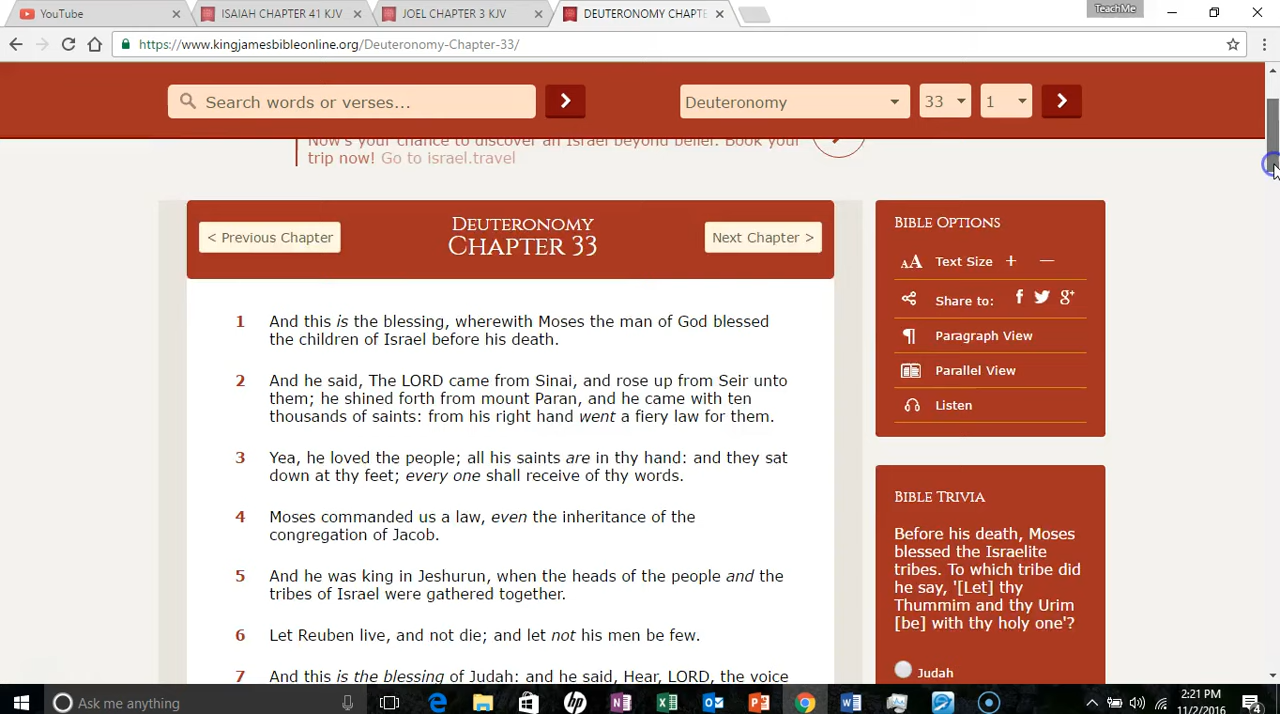 YouTube
ISAIAH CHAPTER 41 KJV
JOEL CHAPTER 3 KJV
DEUTERONOMY CHAPTE
TeachMe
https://www.kingjamesbibleonline.org/Deuteronomy-Chapter-33/
Search words or verses...
Deuteronomy
33
1
Now's your chance to discover an Israel beyond belief. Book your
trip now! Go to israel.travel
< Previous Chapter
DEUTERONOMY
CHAPTER 33
Next Chapter >
1 And this is the blessing, wherewith Moses the man of God blessed
the children of Israel before his death.
2 And he said, The LORD came from Sinai, and rose up from Seir unto
them; he shined forth from mount Paran, and he came with ten
thousands of saints: from his right hand went a fiery law for them.
3 Yea, he loved the people; all his saints are in thy hand: and they sat
down at thy feet; every one shall receive of thy words.
4 Moses commanded us a law, even the inheritance of the
congregation of Jacob.
5 And he was king in Jeshurun, when the heads of the people and the
tribes of Israel were gathered together.
6 Let Reuben live, and not die; and let not his men be few.
7 And this is the blessing of Judah: and he said, Hear, LORD, the voice
BIBLE OPTIONS
AA Text Size + —
Share to: f g+
¶ Paragraph View
Parallel View
Listen
BIBLE TRIVIA
Before his death, Moses
blessed the Israelite
tribes. To which tribe did
he say, '[Let] thy
Thummim and thy Urim
[be] with thy holy one'?
Judah
Ask me anything
2:21 PM
11/2/2016
4